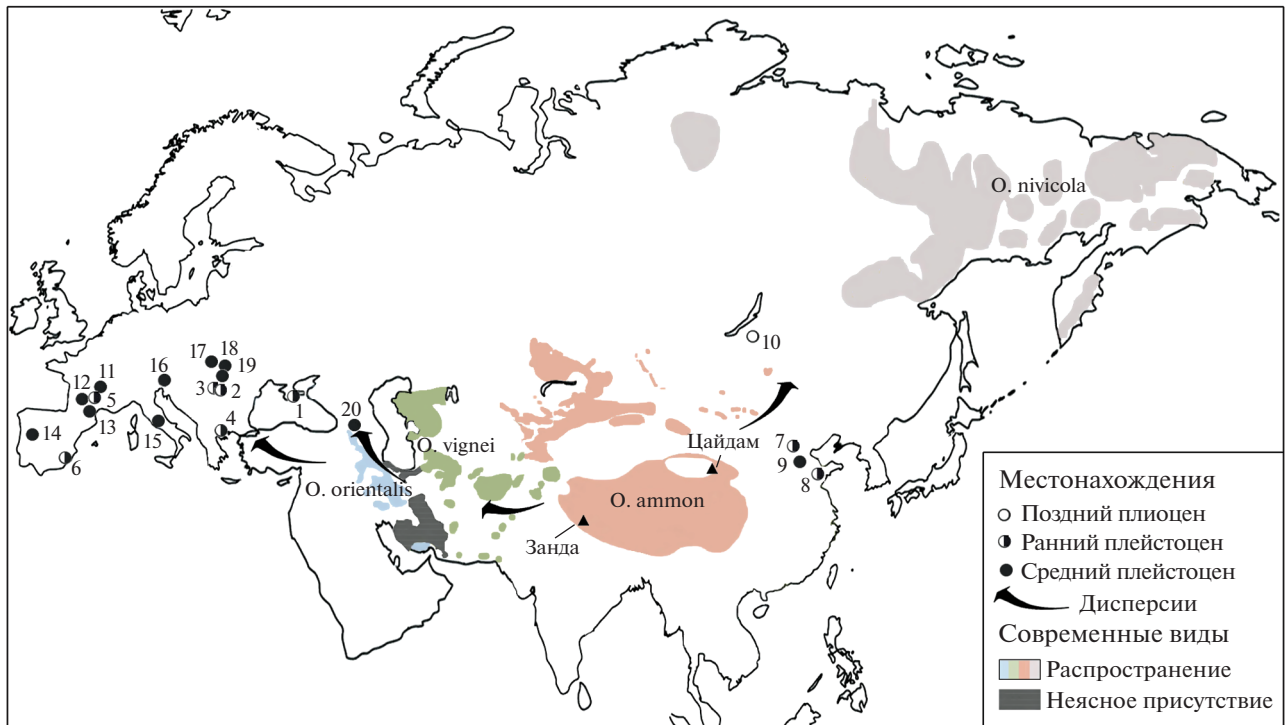 O. nivicola
10
17
18
16
19
11
12
3
2
5
1
20
4
13
14
15
6
O. vignei
O. orientalis
Цайдам
7
9
8
O. ammon
Занда
Местонахождения
Поздний плиоцен
Ранний плейстоцен
Средний плейстоцен
Дисперсии
Современные виды
Распространение
Неясное присутствие